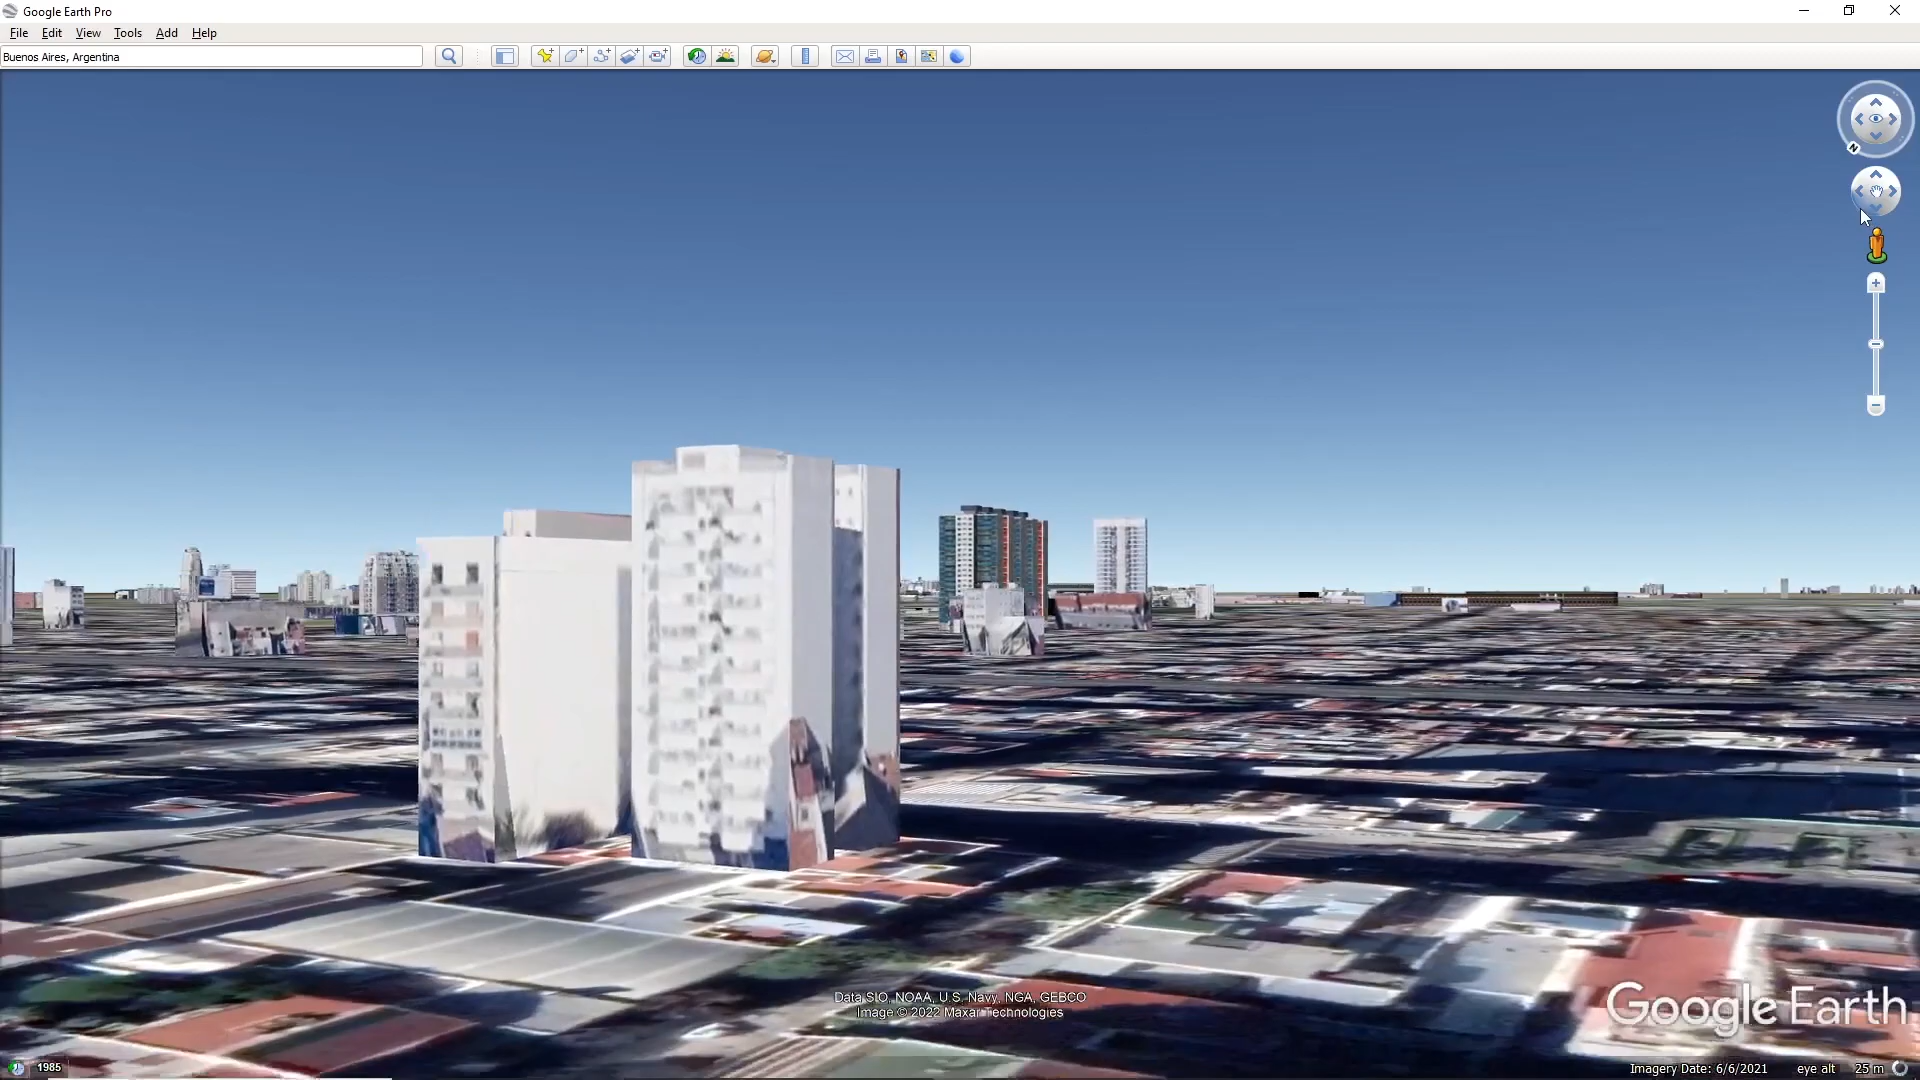 Google Earth Pro
File Edit View Tools Add Help
Buenos Aires, Argentina
N
Data SIO, NOAA, U.S. Navy, NGA, GEBCO
Image © 2022 Maxar Technologies
Google Earth
1985
Imagery Date: 6/6/2021 eye alt 25 m